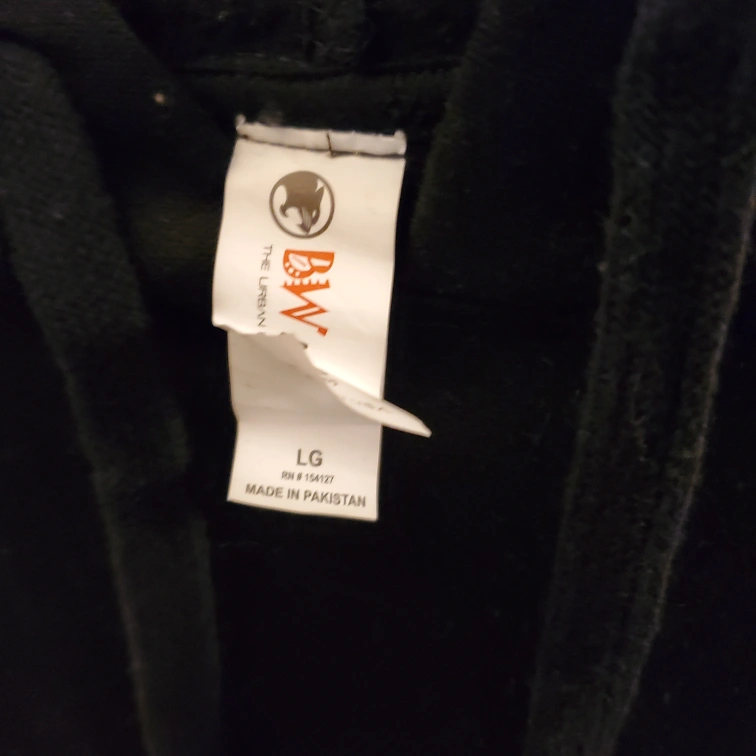 BW
THE URBAN
LG
RN # 154127
MADE IN PAKISTAN